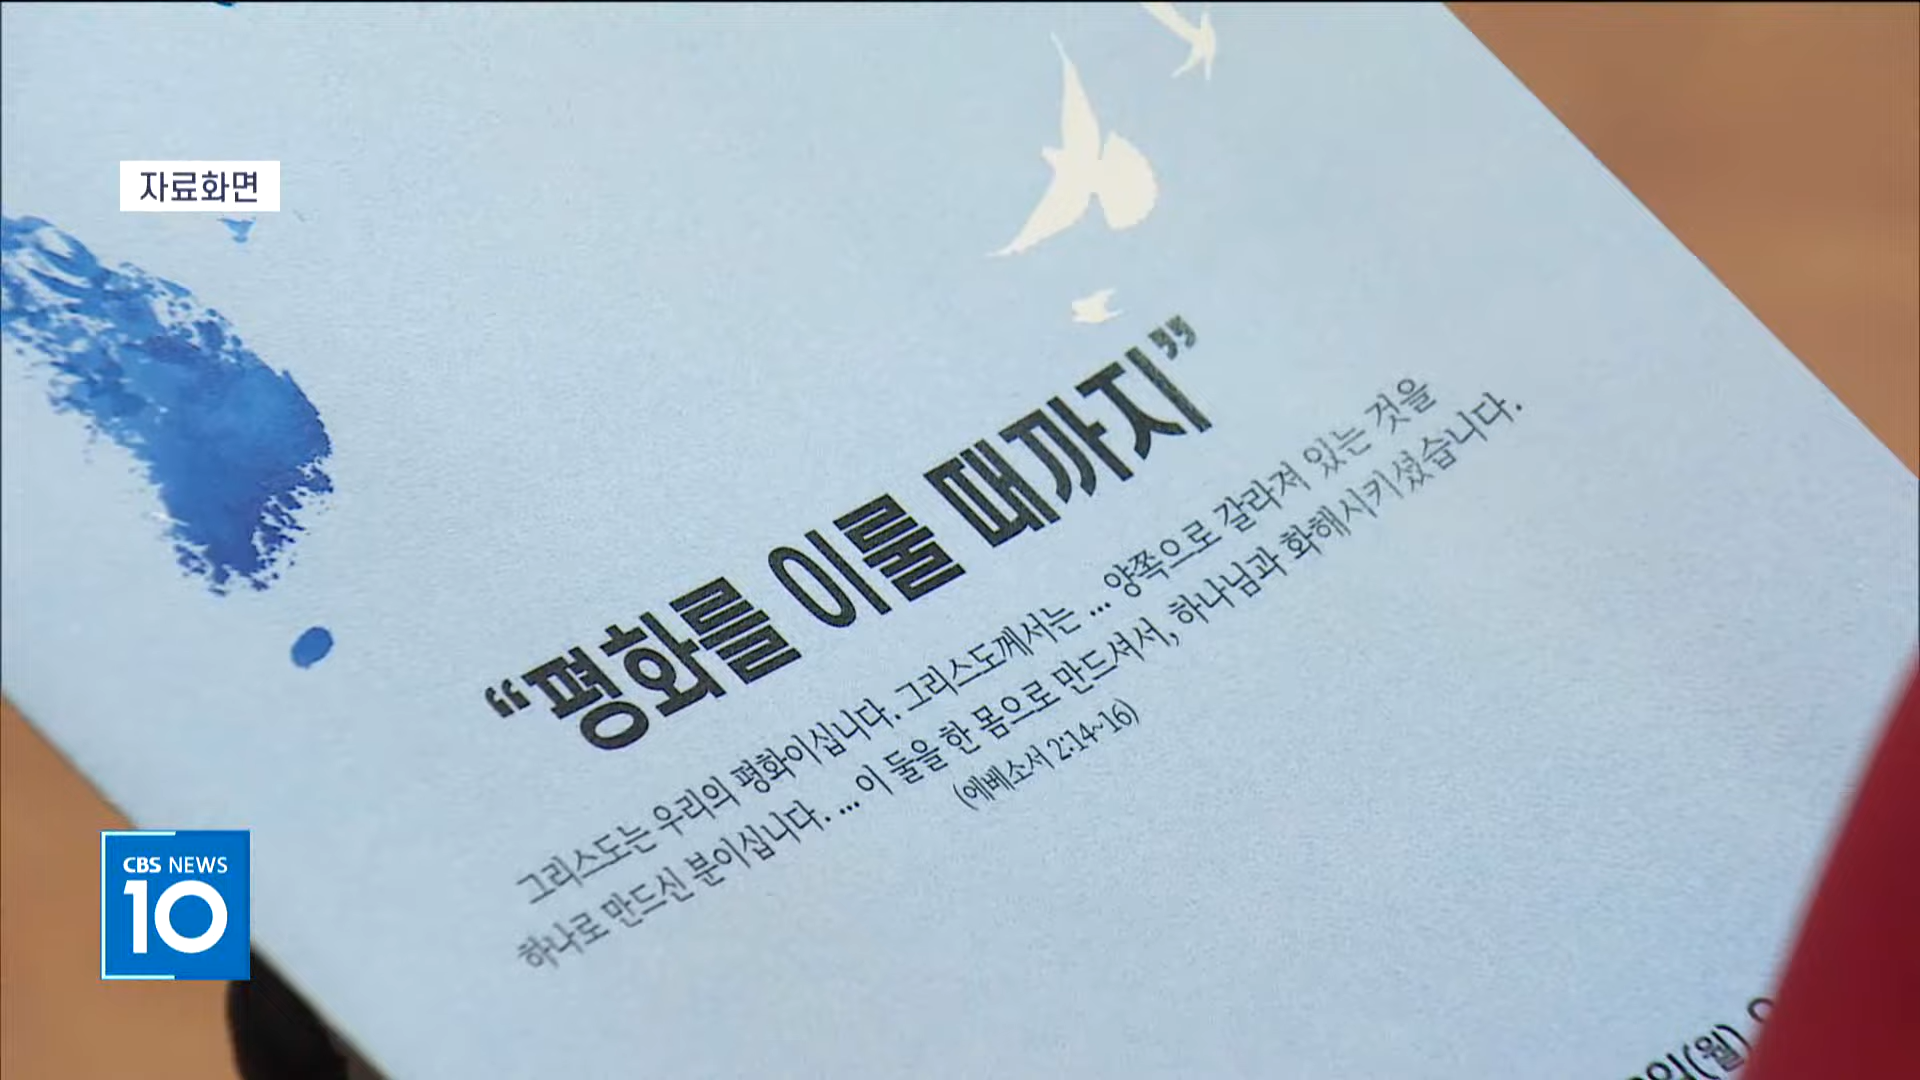 자료화면
“평화를 이룰 때까지”
그리스도는 우리의 평화이십니다. 그리스도께서는 ... 양쪽으로 갈라져 있는 것을
하나로 만드신 분이십니다. ... 이 둘을 한 몸으로 만드셔서, 하나님과 화해시키셨습니다.
(에베소서 2:14~16)
CBS NEWS
10
일(월)